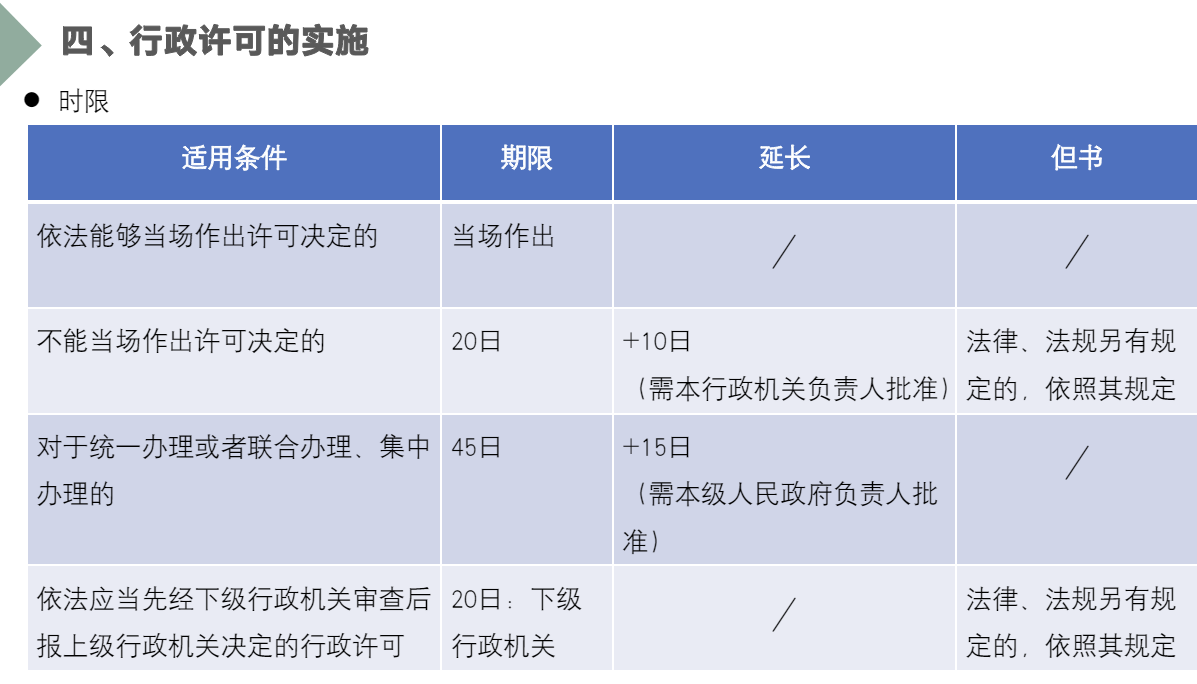 四、行政许可的实施
● 时限
适用条件 期限 延长 但书
依法能够当场作出许可决定的 当场作出 / /
不能当场作出许可决定的 20日 +10日 法律、法规另有规
（需本行政机关负责人批准） 定的，依照其规定
对于统一办理或者联合办理、集中 45日 +15日 /
办理的 （需本级人民政府负责人批
准）
依法应当先经下级行政机关审查后 20日：下级 / 法律、法规另有规
报上级行政机关决定的行政许可 行政机关 定的，依照其规定